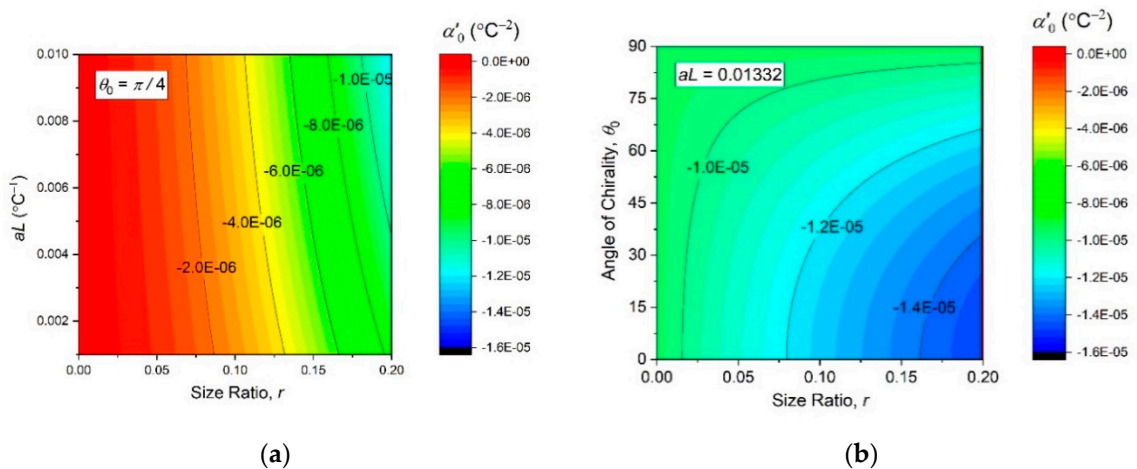 α′₀ (°C⁻²)
0.010
0.008
0.006
0.004
0.002
aL (°C⁻¹)
θ₀ = π/4
-1.0E-05
-8.0E-06
-6.0E-06
-4.0E-06
-2.0E-06
0.00 0.05 0.10 0.15 0.20
Size Ratio, r
0.0E+00
-2.0E-06
-4.0E-06
-6.0E-06
-8.0E-06
-1.0E-05
-1.2E-05
-1.4E-05
-1.6E-05
(a)
α′₀ (°C⁻²)
90
75
60
45
30
15
0
Angle of Chirality, θ₀
aL = 0.01332
-1.0E-05
-1.2E-05
-1.4E-05
0.00 0.05 0.10 0.15 0.20
Size Ratio, r
0.0E+00
-2.0E-06
-4.0E-06
-6.0E-06
-8.0E-06
-1.0E-05
-1.2E-05
-1.4E-05
-1.6E-05
(b)